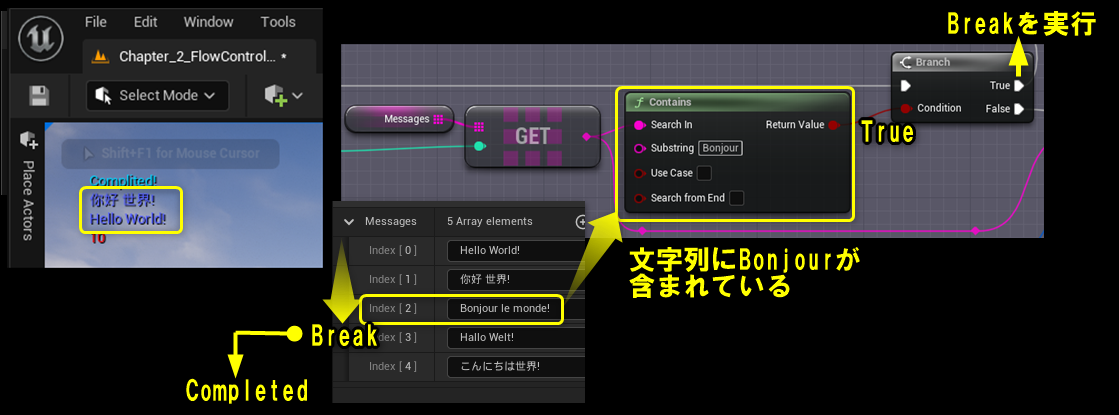 File Edit Window Tools
Chapter_2_FlowControl... *
Select Mode
Place Actors
Shift+F1 for Mouse Cursor
Complited!
你好 世界!
Hello World!
10
Messages
GET
Contains
Search In
Return Value
Substring Bonjour
Use Case
Search from End
True
Branch
True
Condition
False
Breakを実行
Messages 5 Array elements
Index [ 0 ] Hello World!
Index [ 1 ] 你好 世界!
Index [ 2 ] Bonjour le monde!
Index [ 3 ] Hallo Welt!
Index [ 4 ] こんにちは世界!
文字列にBonjourが
含まれている
Break
Completed